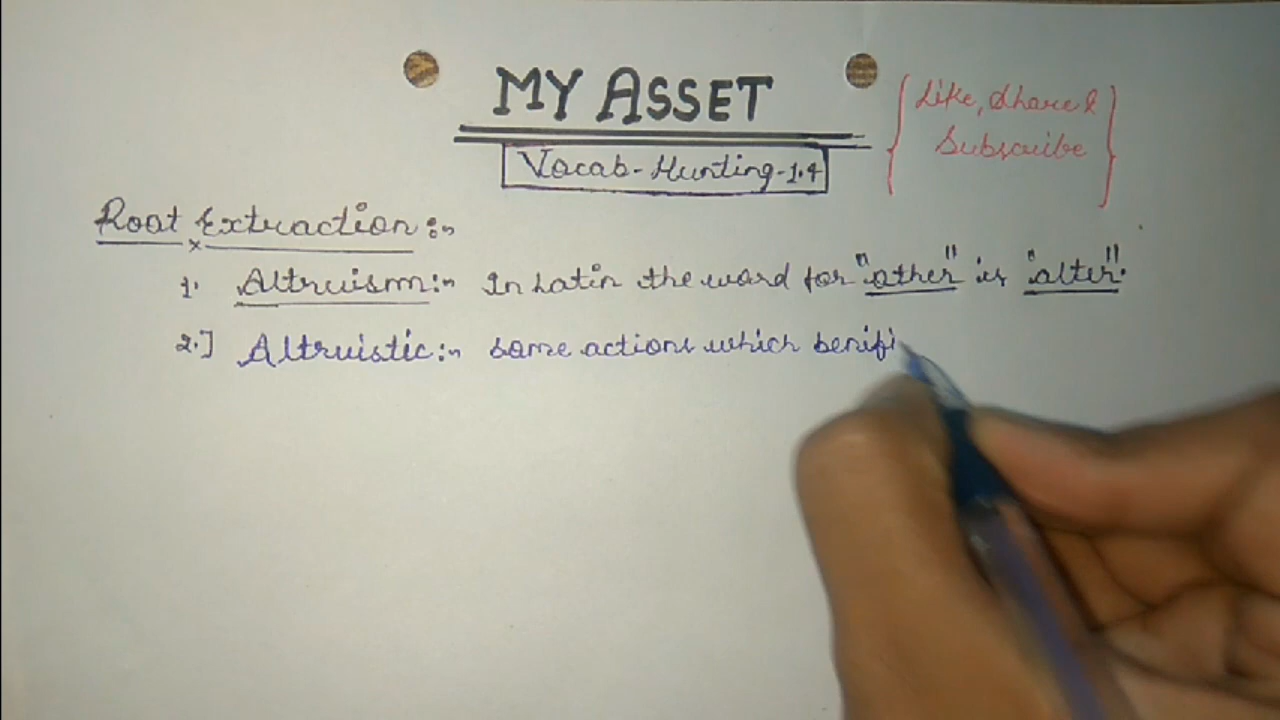 MY ASSET
{Like, Share &
Subscribe}
Vocab-Hunting-1.4
Root Extraction:-
1. Altruism:- In Latin the word for "other" is "alter".
2.] Altruistic:- some actions which benifi